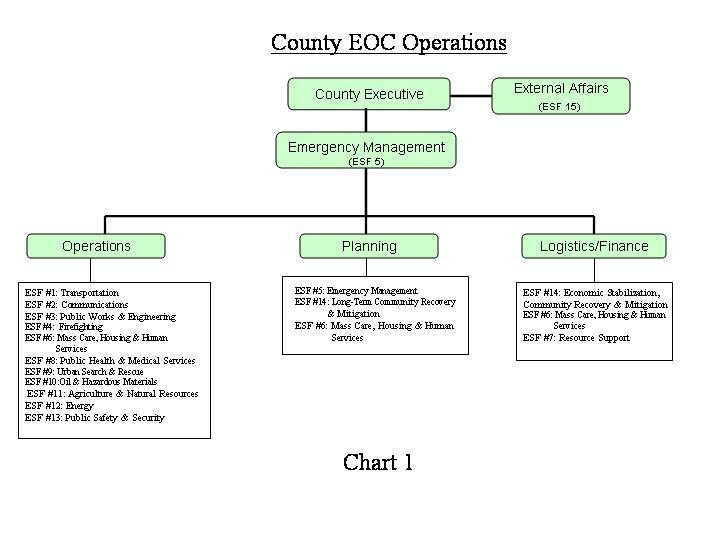 County EOC Operations
County Executive
External Affairs
(ESF 15)
Emergency Management
(ESF 5)
Operations
Planning
Logistics/Finance
ESF #1: Transportation
ESF #2: Communications
ESF #3: Public Works & Engineering
ESF #4: Firefighting
ESF #6: Mass Care, Housing & Human
Services
ESF #8: Public Health & Medical Services
ESF #9: Urban Search & Rescue
ESF #10:Oil & Hazardous Materials
ESF #11: Agriculture & Natural Resources
ESF #12: Energy
ESF #13: Public Safety & Security
ESF #5: Emergency Management
ESF #14: Long-Term Community Recovery
& Mitigation
ESF #6: Mass Care, Housing & Human
Services
ESF #14: Economic Stabilization,
Community Recovery & Mitigation
ESF #6: Mass Care, Housing & Human
Services
ESF #7: Resource Support
Chart 1